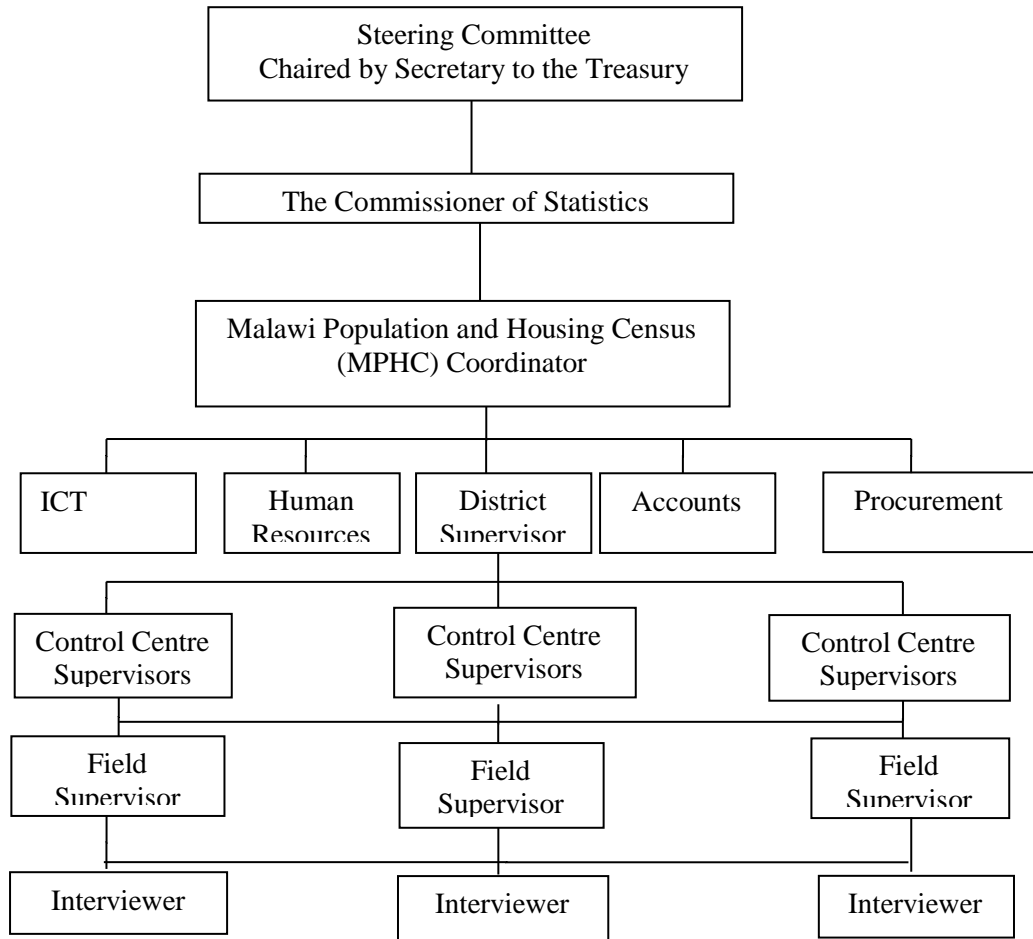 Steering Committee
Chaired by Secretary to the Treasury
The Commissioner of Statistics
Malawi Population and Housing Census
(MPHC) Coordinator
ICT
Human
Resources
District
Supervisor
Accounts
Procurement
Control Centre
Supervisors
Control Centre
Supervisors
Control Centre
Supervisors
Field
Supervisor
Field
Supervisor
Field
Supervisor
Interviewer
Interviewer
Interviewer